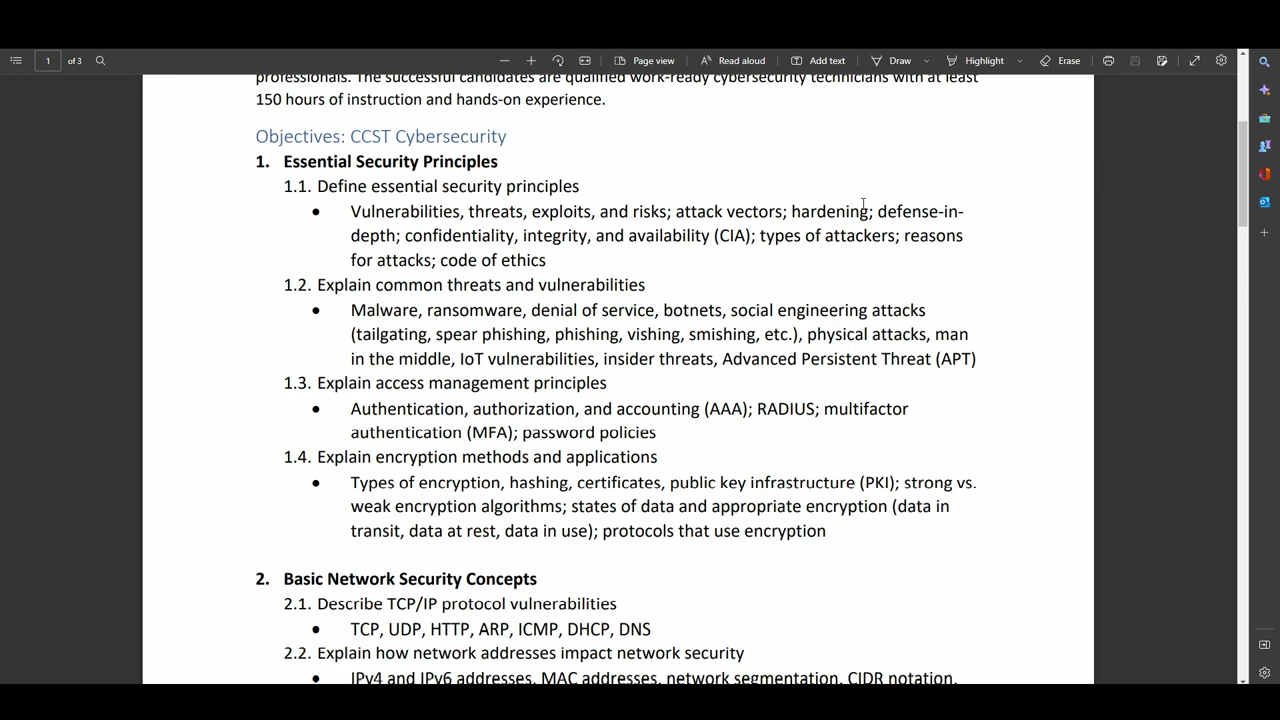 1 of 3
Page view
Read aloud
Add text
Draw
Highlight
Erase
professionals. The successful candidates are qualified work-ready cybersecurity technicians with at least
150 hours of instruction and hands-on experience.
Objectives: CCST Cybersecurity
1. Essential Security Principles
1.1. Define essential security principles
• Vulnerabilities, threats, exploits, and risks; attack vectors; hardening; defense-in-
depth; confidentiality, integrity, and availability (CIA); types of attackers; reasons
for attacks; code of ethics
1.2. Explain common threats and vulnerabilities
• Malware, ransomware, denial of service, botnets, social engineering attacks
(tailgating, spear phishing, phishing, vishing, smishing, etc.), physical attacks, man
in the middle, IoT vulnerabilities, insider threats, Advanced Persistent Threat (APT)
1.3. Explain access management principles
• Authentication, authorization, and accounting (AAA); RADIUS; multifactor
authentication (MFA); password policies
1.4. Explain encryption methods and applications
• Types of encryption, hashing, certificates, public key infrastructure (PKI); strong vs.
weak encryption algorithms; states of data and appropriate encryption (data in
transit, data at rest, data in use); protocols that use encryption
2. Basic Network Security Concepts
2.1. Describe TCP/IP protocol vulnerabilities
• TCP, UDP, HTTP, ARP, ICMP, DHCP, DNS
2.2. Explain how network addresses impact network security
• IPv4 and IPv6 addresses, MAC addresses, network segmentation, CIDR notation,